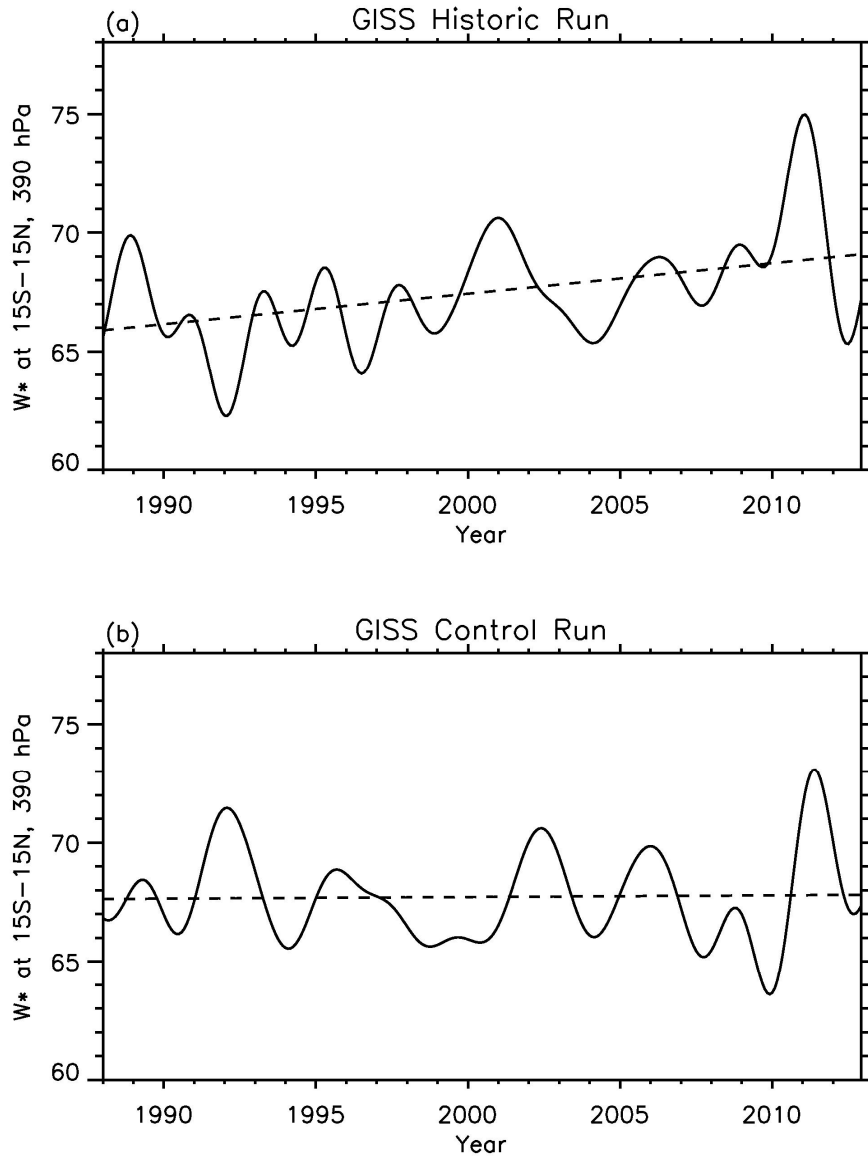 (a)
GISS Historic Run
W* at 15S-15N, 390 hPa
75
70
65
60
1990 1995 2000 2005 2010
Year
(b)
GISS Control Run
W* at 15S-15N, 390 hPa
75
70
65
60
1990 1995 2000 2005 2010
Year